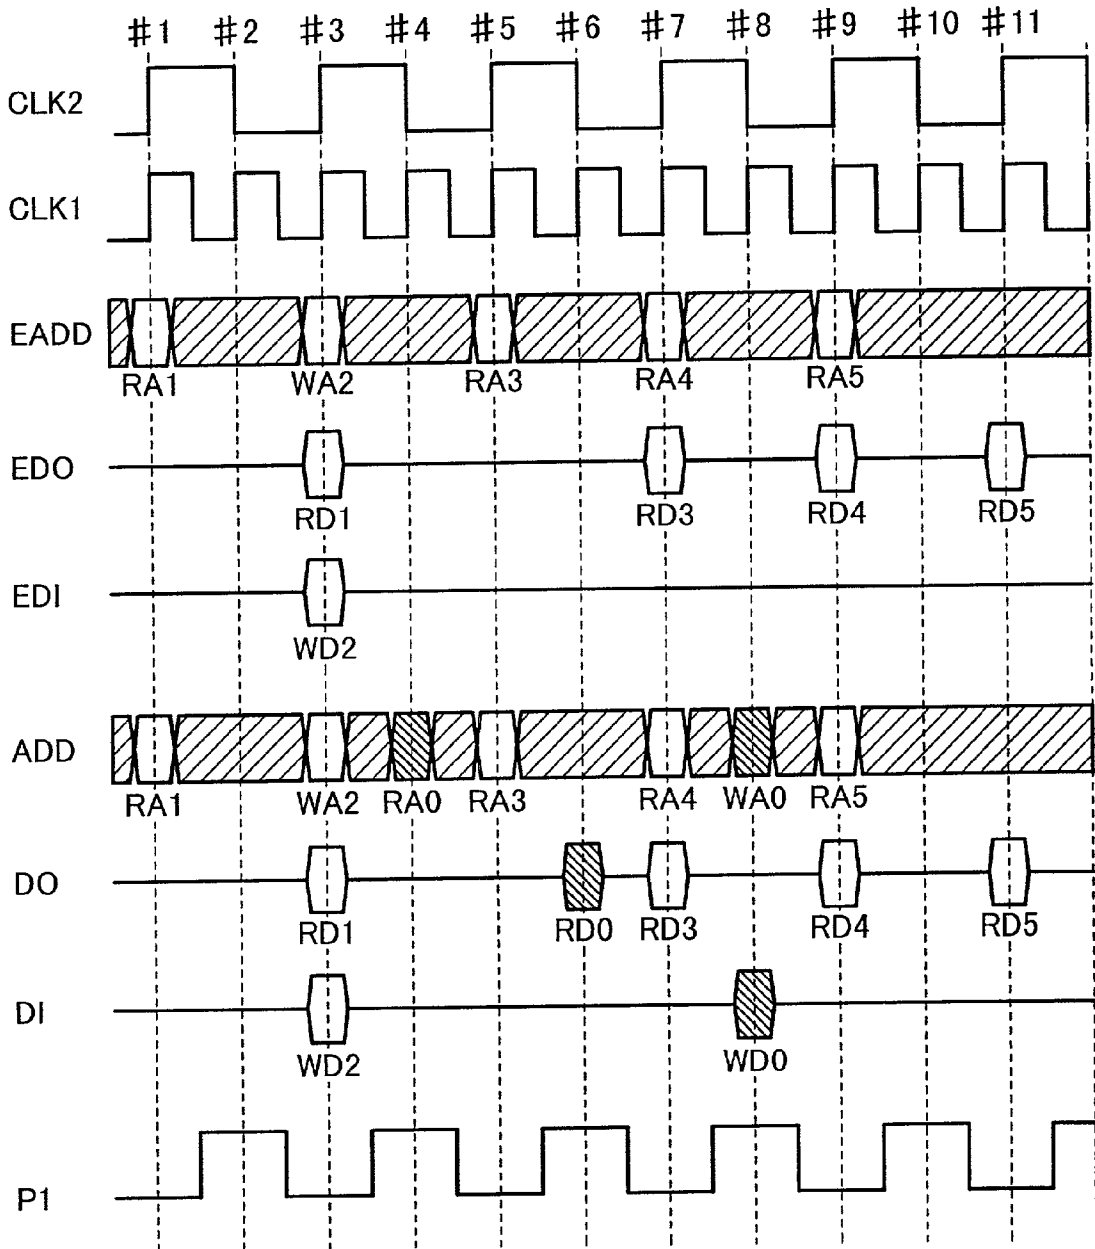 #1 #2 #3 #4 #5 #6 #7 #8 #9 #10 #11
CLK2
CLK1
EADD
RA1 WA2 RA3 RA4 RA5
EDO
RD1 RD3 RD4 RD5
EDI
WD2
ADD
RA1 WA2 RA0 RA3 RA4 WA0 RA5
DO
RD1 RD0 RD3 RD4 RD5
DI
WD2 WD0
P1